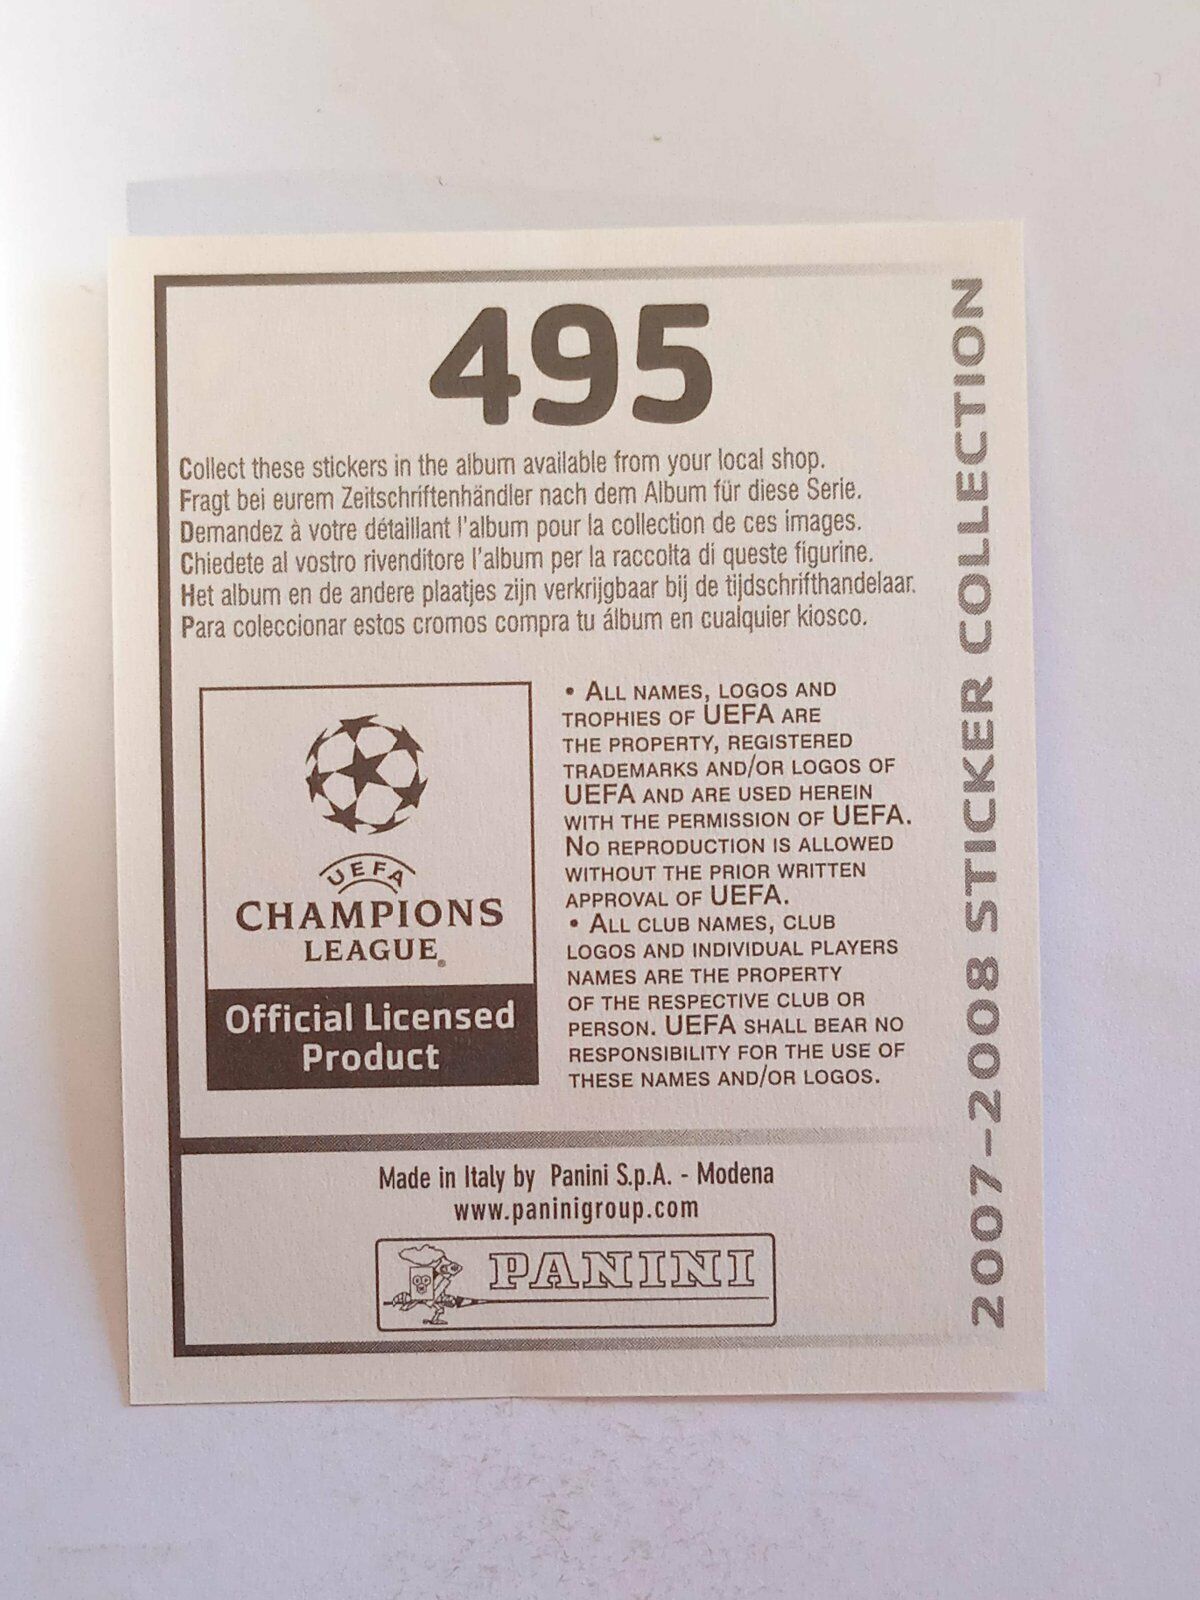 495
Collect these stickers in the album available from your local shop.
Fragt bei eurem Zeitschriftenhändler nach dem Album für diese Serie.
Demandez à votre détaillant l'album pour la collection de ces images.
Chiedete al vostro rivenditore l'album per la raccolta di queste figurine.
Het album en de andere plaatjes zijn verkrijgbaar bij de tijdschrifthandelaar.
Para coleccionar estos cromos compra tu álbum en cualquier kiosco.
UEFA
CHAMPIONS
LEAGUE®
Official Licensed
Product
• ALL NAMES, LOGOS AND
TROPHIES OF UEFA ARE
THE PROPERTY, REGISTERED
TRADEMARKS AND/OR LOGOS OF
UEFA AND ARE USED HEREIN
WITH THE PERMISSION OF UEFA.
NO REPRODUCTION IS ALLOWED
WITHOUT THE PRIOR WRITTEN
APPROVAL OF UEFA.
• ALL CLUB NAMES, CLUB
LOGOS AND INDIVIDUAL PLAYERS
NAMES ARE THE PROPERTY
OF THE RESPECTIVE CLUB OR
PERSON. UEFA SHALL BEAR NO
RESPONSIBILITY FOR THE USE OF
THESE NAMES AND/OR LOGOS.
Made in Italy by Panini S.p.A. - Modena
www.paninigroup.com
PANINI
2007–2008 STICKER COLLECTION